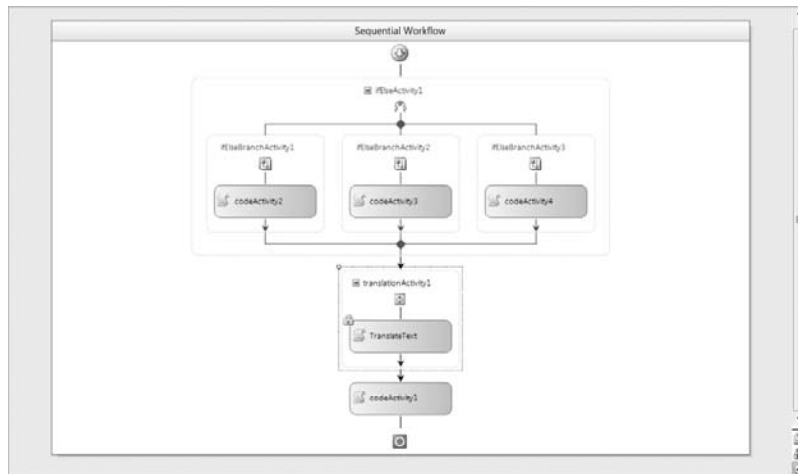 Sequential Workflow
ifElseActivity1
ifElseBranchActivity1 ifElseBranchActivity2 ifElseBranchActivity3
codeActivity2 codeActivity3 codeActivity4
translationActivity1
TranslateText
codeActivity1